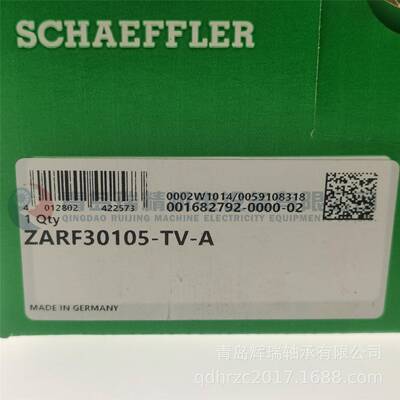 SCHAEFFLER
0002W1014/0059108318
001682792-0000-02
4 012802 422573
1 Qty
QINGDAO RUIJING MACHINE ELECTRICITY EQUIPMENT CO.
ZARF30105-TV-A
MADE IN GERMANY
青岛辉瑞轴承有限公司
qdhrzc2017.1688.com